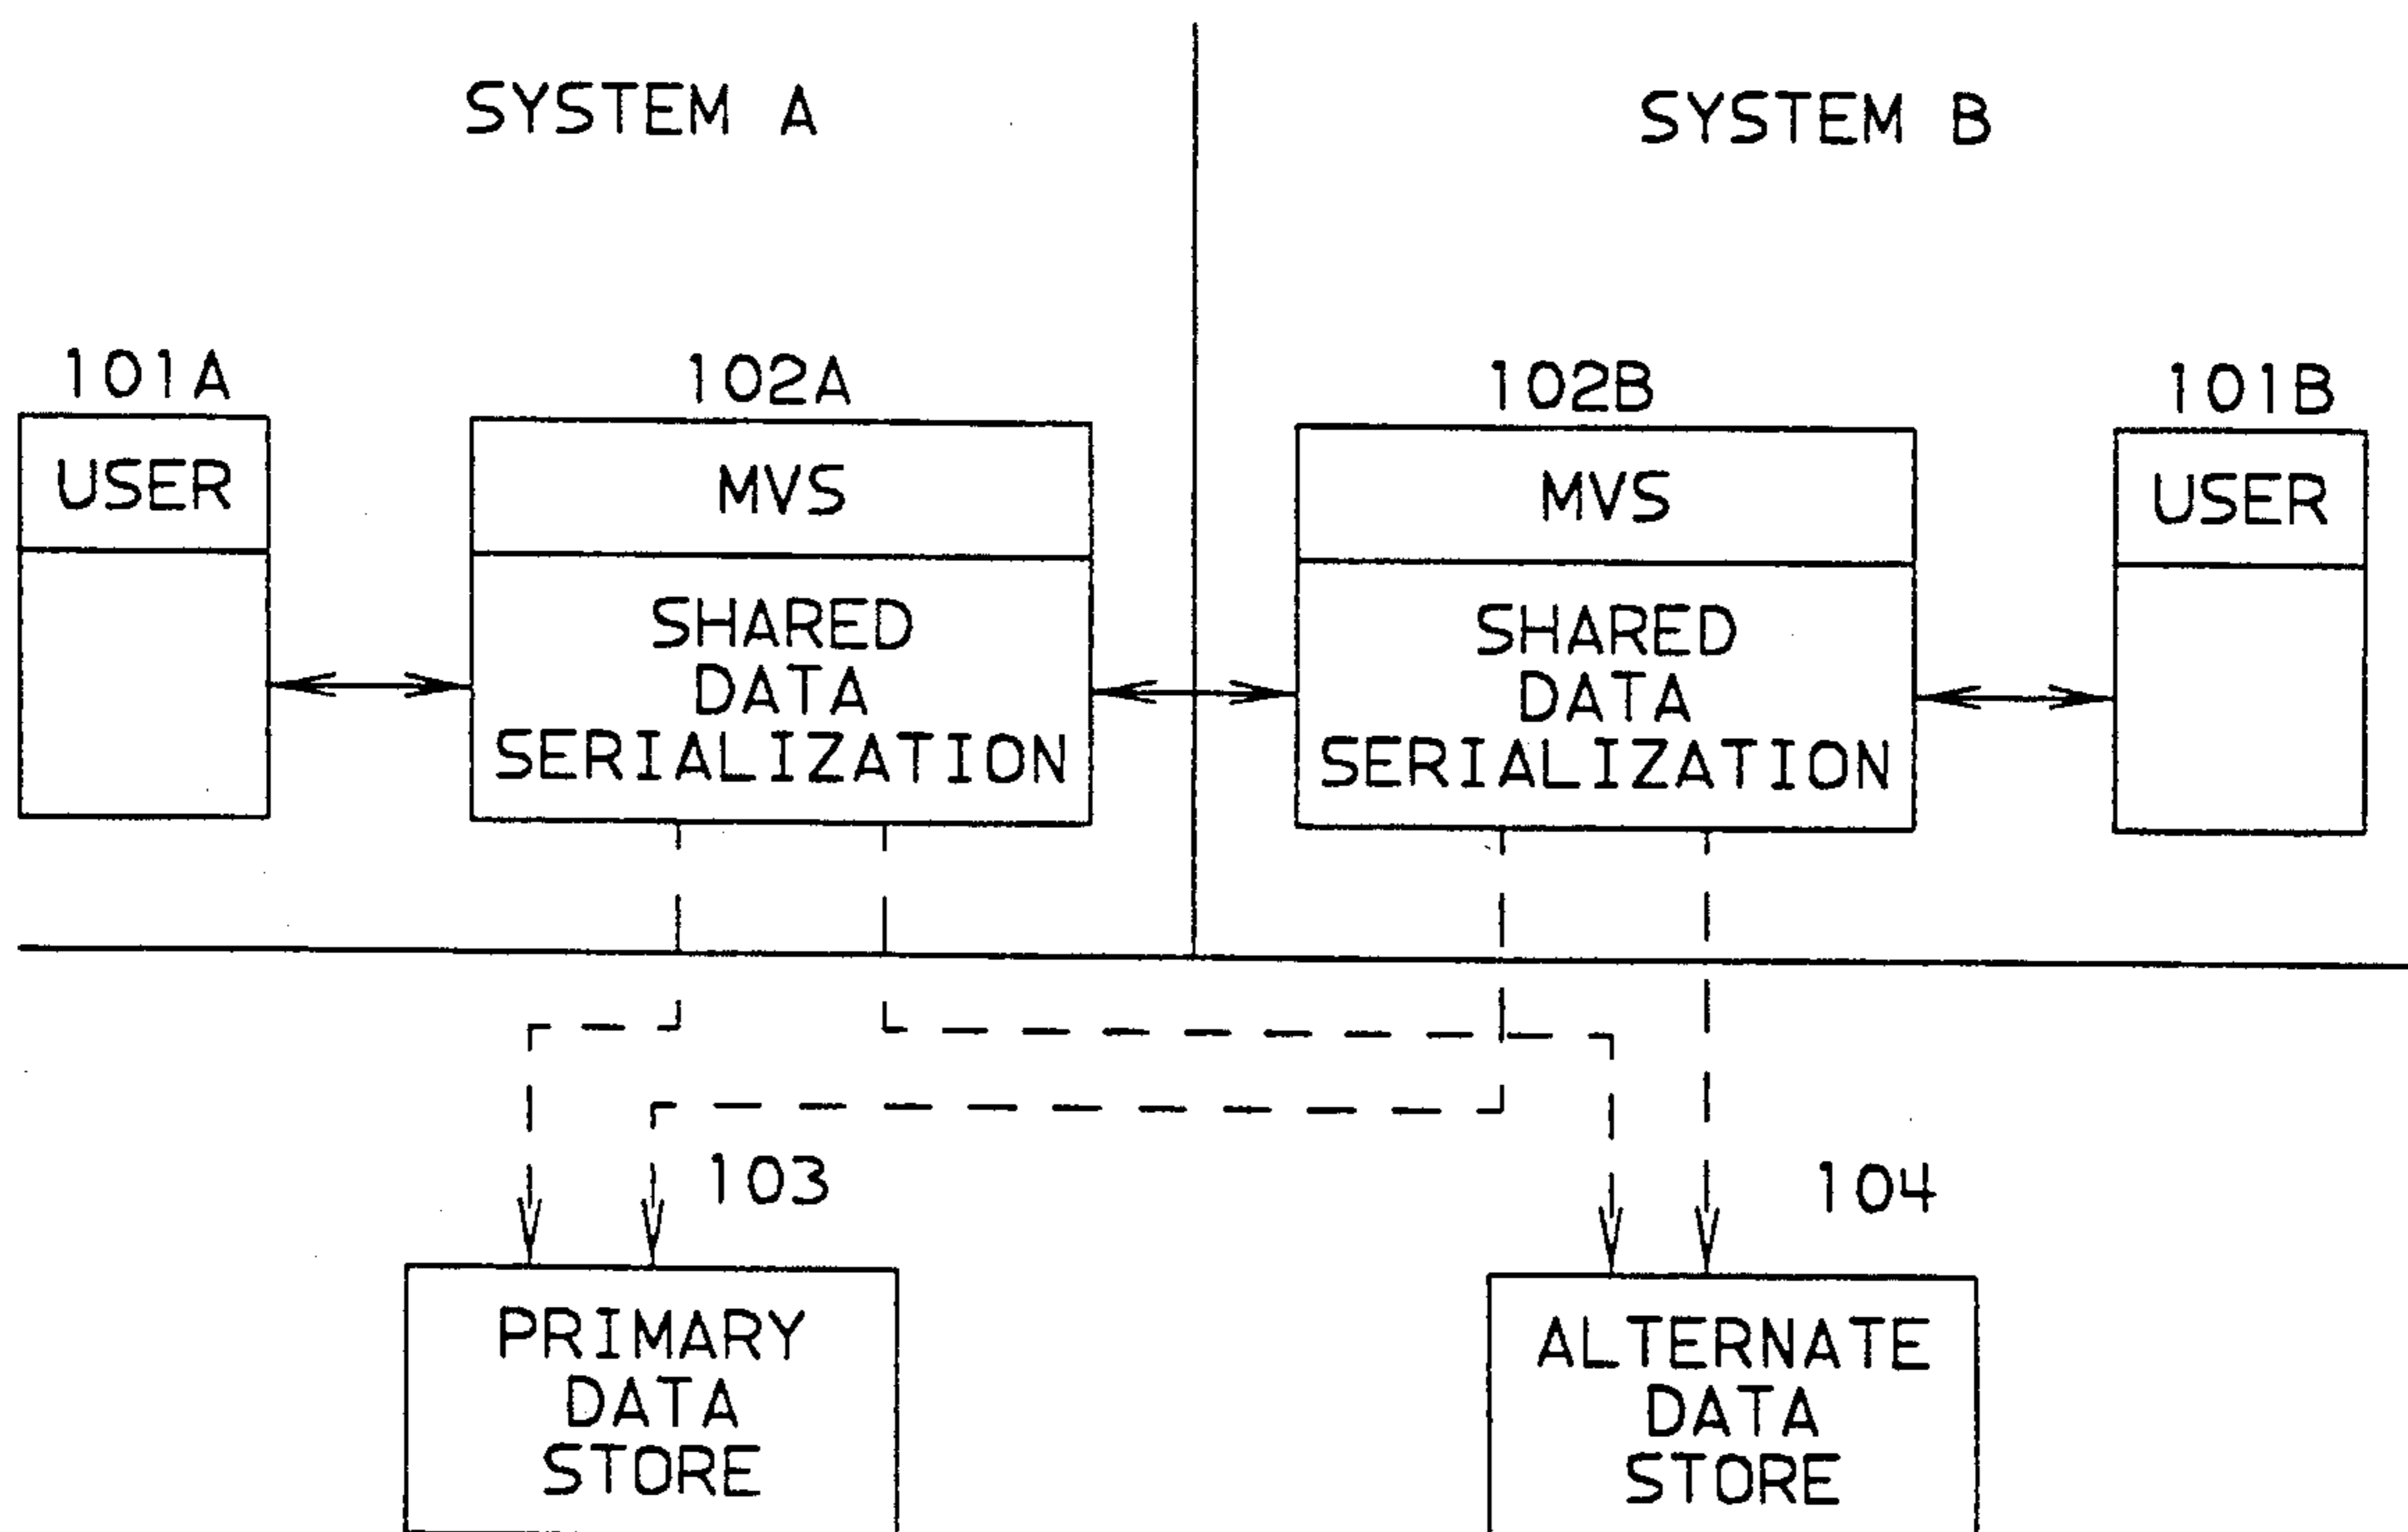 SYSTEM A
SYSTEM B
101A
102A
102B
101B
USER
MVS
MVS
USER
SHARED
DATA
SERIALIZATION
SHARED
DATA
SERIALIZATION
103
104
PRIMARY
DATA
STORE
ALTERNATE
DATA
STORE